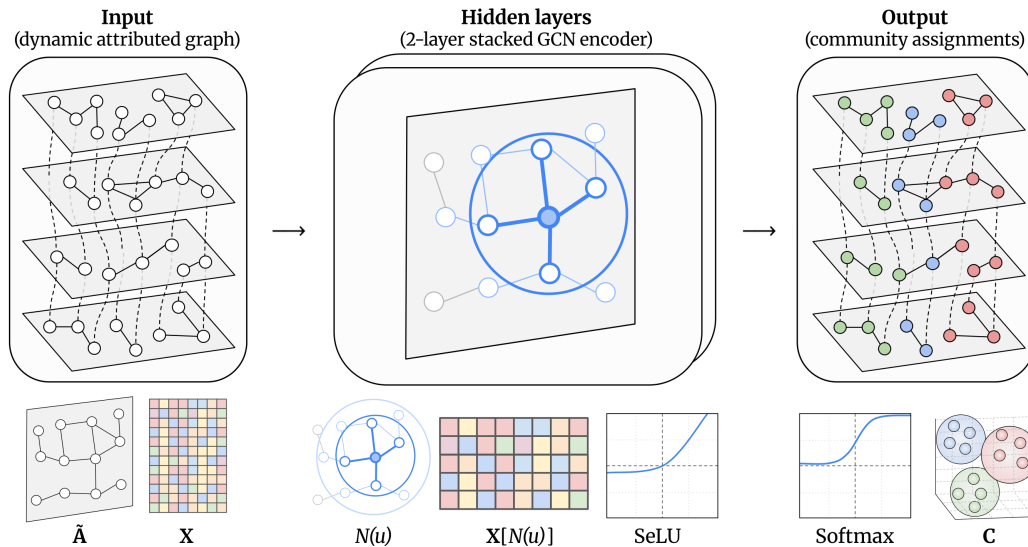 Input
(dynamic attributed graph)
Hidden layers
(2-layer stacked GCN encoder)
Output
(community assignments)
⟶
⟶
Ã
X
N(u)
X[N(u)]
SeLU
Softmax
C